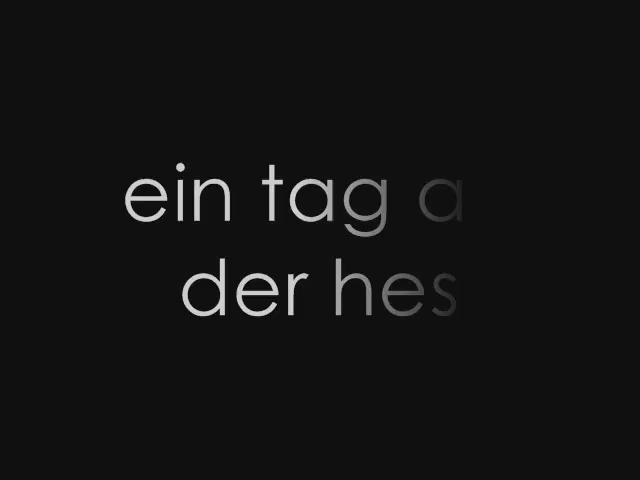 ein tag a
der hes